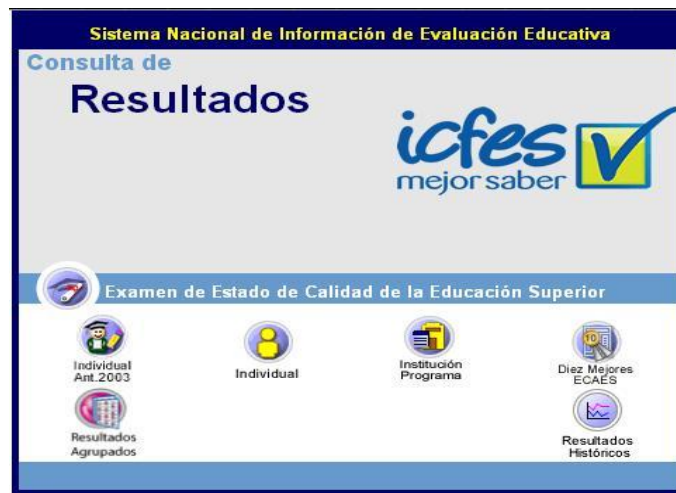 Sistema Nacional de Información de Evaluación Educativa
Consulta de
Resultados
icfes
mejor saber
Examen de Estado de Calidad de la Educación Superior
Individual
Ant.2003
Individual
Institución
Programa
10
Diez Mejores
ECAES
Resultados
Agrupados
Resultados
Históricos